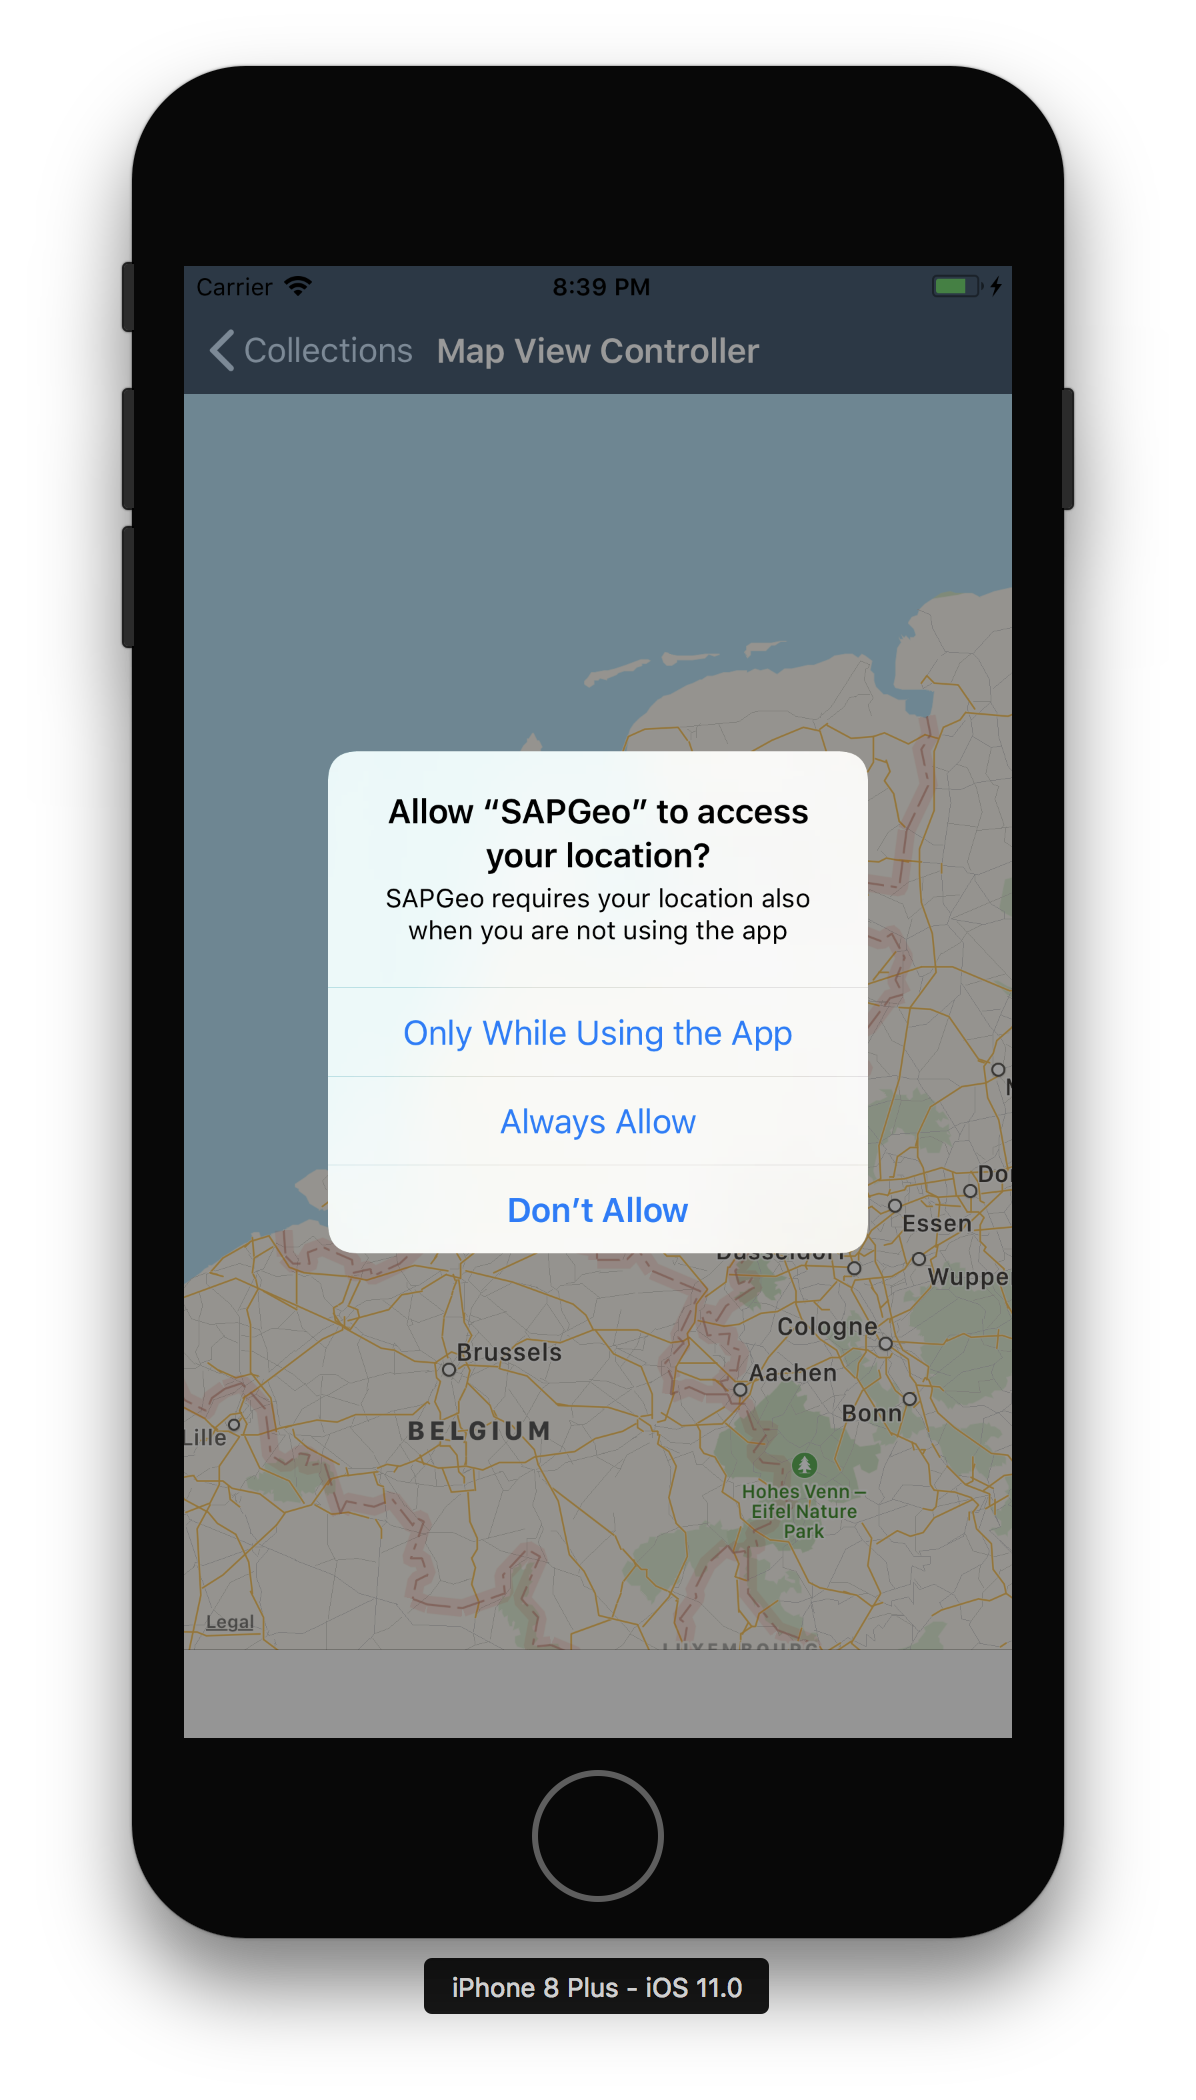 Carrier 8:39 PM
Collections Map View Controller
Allow “SAPGeo” to access
your location?
SAPGeo requires your location also
when you are not using the app
Only While Using the App
Always Allow
Don’t Allow
Essen
Brussels
Cologne
Aachen
Bonn
BELGIUM
Lille
Hohes Venn –
Eifel Nature
Park
Legal
LUXEMBOURG
iPhone 8 Plus - iOS 11.0